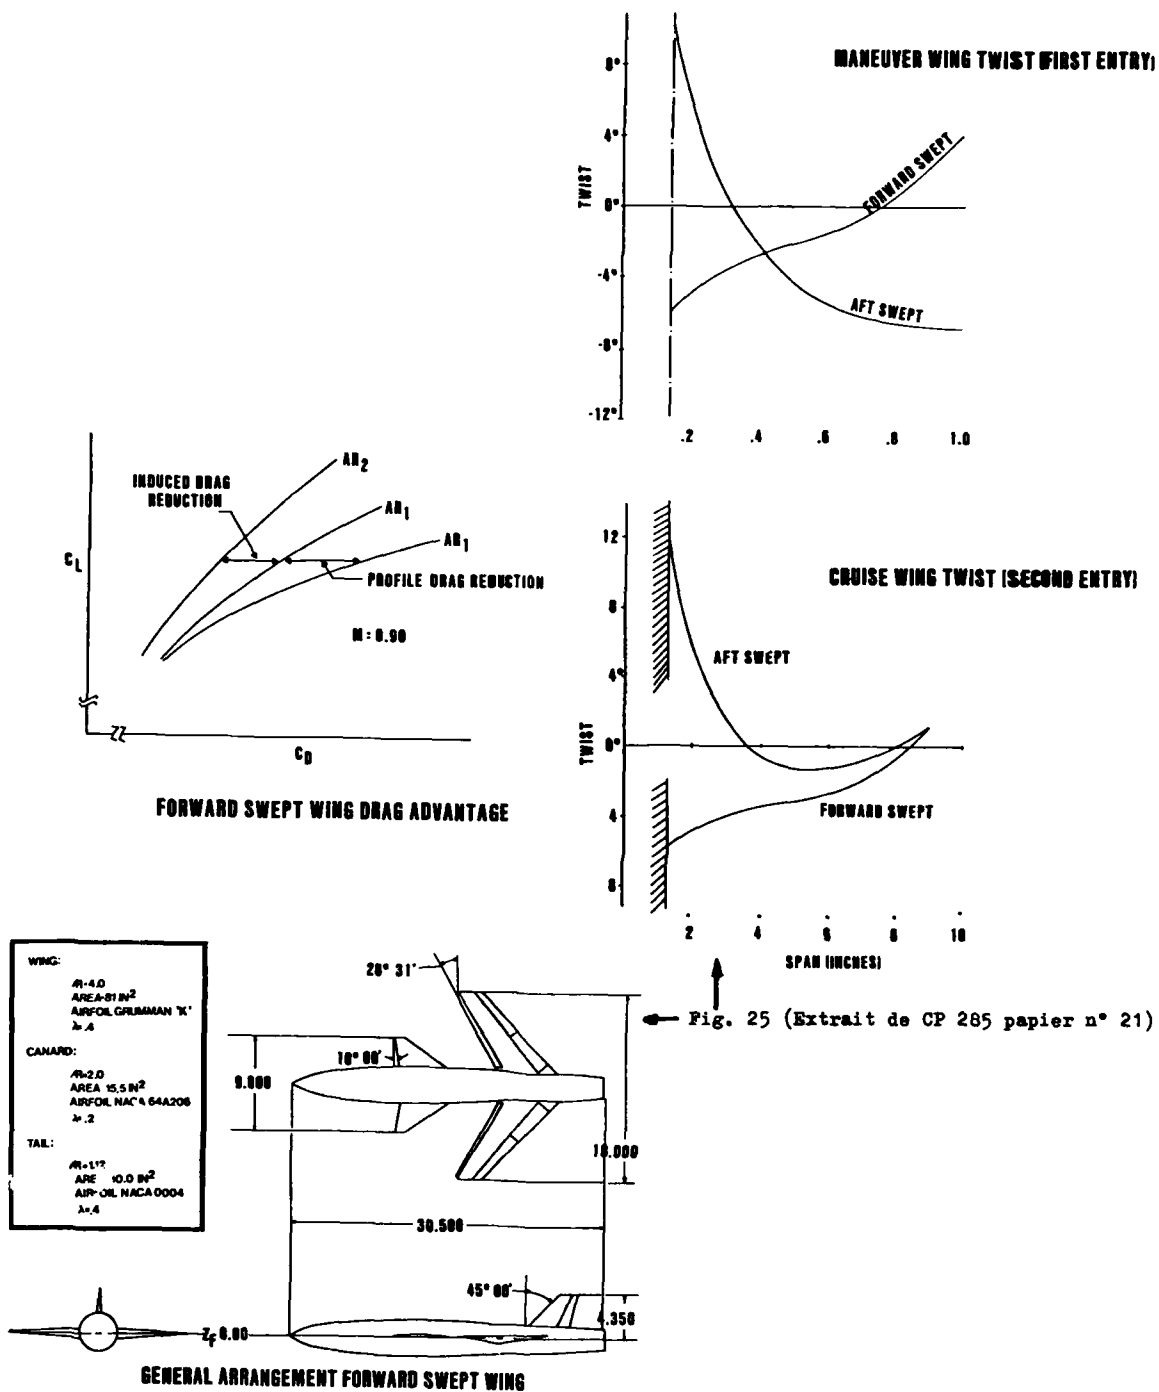 MANEUVER WING TWIST (FIRST ENTRY)
8°
4°
0°
-4°
-8°
-12°
TWIST
FORWARD SWEPT
AFT SWEPT
.2 .4 .6 .8 1.0
INDUCED DRAG
REDUCTION
AR2
AR1
AR1
PROFILE DRAG REDUCTION
M = 0.90
CL
CD
FORWARD SWEPT WING DRAG ADVANTAGE
CRUISE WING TWIST (SECOND ENTRY)
12
8
4°
0°
4
8
TWIST
AFT SWEPT
FORWARD SWEPT
2 4 6 8 10
SPAN (INCHES)
Fig. 25 (Extrait de CP 285 papier n° 21)
WING:
AR=4.0
AREA=81 IN²
AIRFOIL GRUMMAN 'K'
λ=.4
CANARD:
AR=2.0
AREA 15.5 IN²
AIRFOIL NACA 64A206
λ=.2
TAIL:
IN²
AIRFOIL NACA 0004
λ=.4
28° 31'
9.000
18.000
30.500
45° 00'
4.350
Zf 0.00
GENERAL ARRANGEMENT FORWARD SWEPT WING